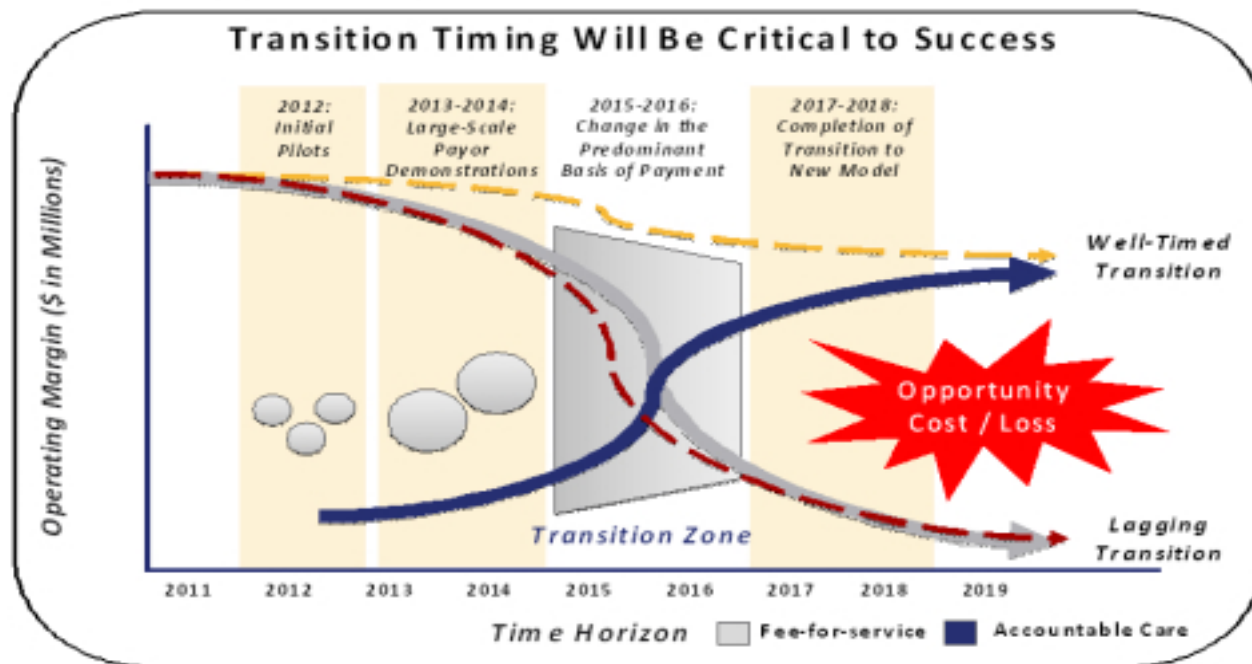 Transition Timing Will Be Critical to Success
2012:
Initial
Pilots
2013-2014:
Large-Scale
Payor
Demonstrations
2015-2016:
Change in the
Predominant
Basis of Payment
2017-2018:
Completion of
Transition to
New Model
Operating Margin ($ in Millions)
Well-Timed
Transition
Opportunity
Cost / Loss
Transition Zone
Lagging
Transition
2011 2012 2013 2014 2015 2016 2017 2018 2019
Time Horizon Fee-for-service Accountable Care